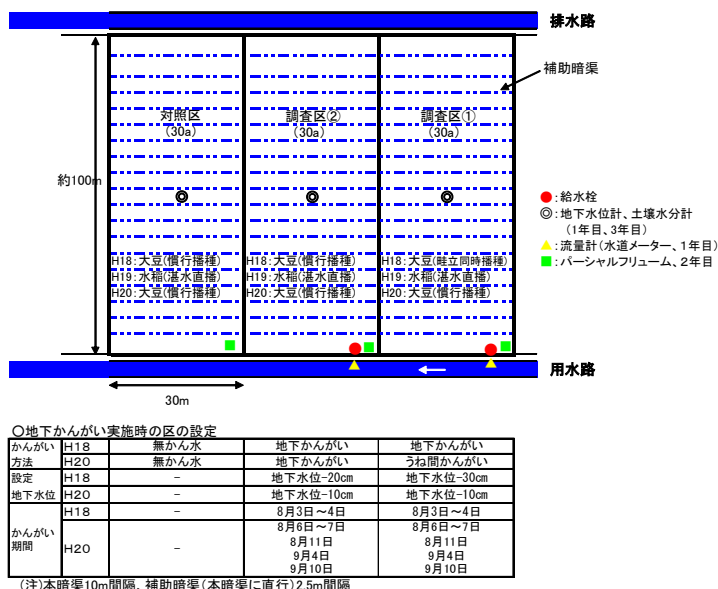 排水路
補助暗渠
対照区
(30a)
調査区②
(30a)
調査区①
(30a)
約100m
●:給水栓
◎:地下水位計、土壌水分計
(1年目、3年目)
▲:流量計(水道メーター、1年目)
■:パーシャルフリューム、2年目
H18:大豆(慣行播種)
H19:水稲(湛水直播)
H20:大豆(慣行播種)
H18:大豆(慣行播種)
H19:水稲(湛水直播)
H20:大豆(慣行播種)
H18:大豆(畦立同時播種)
H19:水稲(湛水直播)
H20:大豆(慣行播種)
用水路
30m
○地下かんがい実施時の区の設定
かんがい方法 H18 無かん水 地下かんがい 地下かんがい
H20 無かん水 地下かんがい うね間かんがい
設定地下水位 H18 - 地下水位-20cm 地下水位-30cm
H20 - 地下水位-10cm 地下水位-10cm
かんがい期間 H18 - 8月3日～4日 8月3日～4日
H20 - 8月6日～7日 8月6日～7日
8月11日 8月11日
9月4日 9月4日
9月10日 9月10日
(注)本暗渠10m間隔、補助暗渠(本暗渠に直行)2.5m間隔